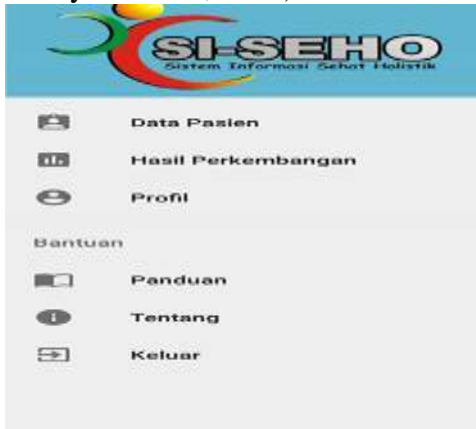 SI-SEHO
Sistem Informasi Sehat Holistik
Data Pasien
Hasil Perkembangan
Profil
Bantuan
Panduan
Tentang
Keluar